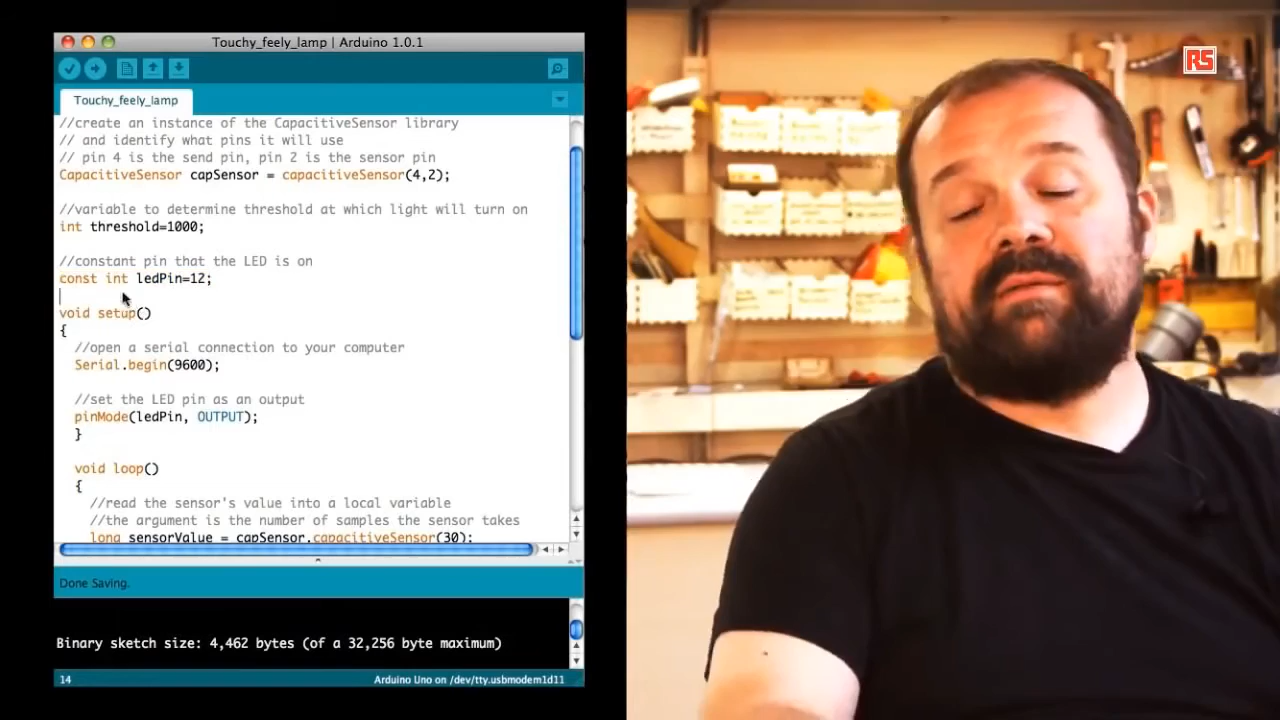 Touchy_feely_lamp | Arduino 1.0.1
Touchy_feely_lamp
//create an instance of the CapacitiveSensor library
// and identify what pins it will use
// pin 4 is the send pin, pin 2 is the sensor pin
CapacitiveSensor capSensor = capacitiveSensor(4,2);
//variable to determine threshold at which light will turn on
int threshold=1000;
//constant pin that the LED is on
const int ledPin=12;
void setup()
{
//open a serial connection to your computer
Serial.begin(9600);
//set the LED pin as an output
pinMode(ledPin, OUTPUT);
}
void loop()
{
//read the sensor's value into a local variable
//the argument is the number of samples the sensor takes
long sensorValue = capSensor.capacitiveSensor(30);
Done Saving.
Binary sketch size: 4,462 bytes (of a 32,256 byte maximum)
14
Arduino Uno on /dev/tty.usbmodem1d11
RS